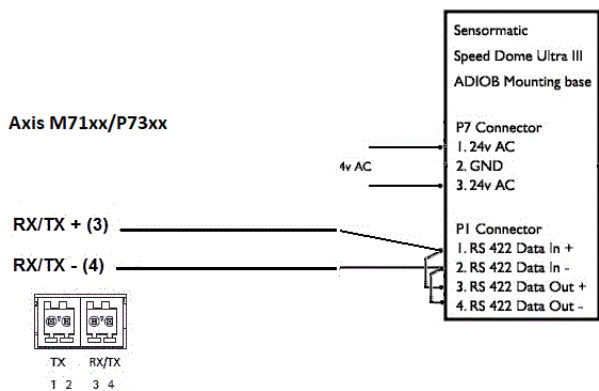 Sensormatic
Speed Dome Ultra III
ADIOB Mounting base
Axis M71xx/P73xx
P7 Connector
1. 24v AC
4v AC
2. GND
3. 24v AC
RX/TX + (3)
P1 Connector
1. RS 422 Data In +
RX/TX - (4)
2. RS 422 Data In -
3. RS 422 Data Out +
4. RS 422 Data Out -
TX RX/TX
1 2 3 4